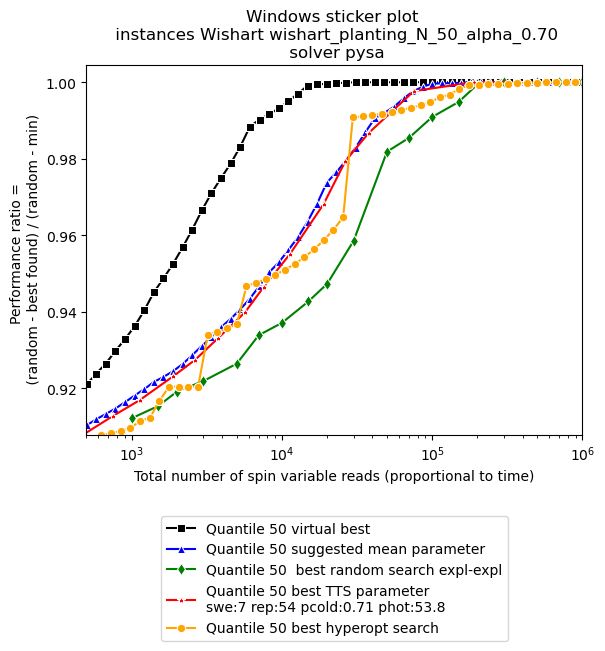 Windows sticker plot
instances Wishart wishart_planting_N_50_alpha_0.70
solver pysa
Performance ratio =
(random - best found) / (random - min)
1.00
0.98
0.96
0.94
0.92
10³ 10⁴ 10⁵ 10⁶
Total number of spin variable reads (proportional to time)
Quantile 50 virtual best
Quantile 50 suggested mean parameter
Quantile 50  best random search expl-expl
Quantile 50 best TTS parameter
swe:7 rep:54 pcold:0.71 phot:53.8
Quantile 50 best hyperopt search